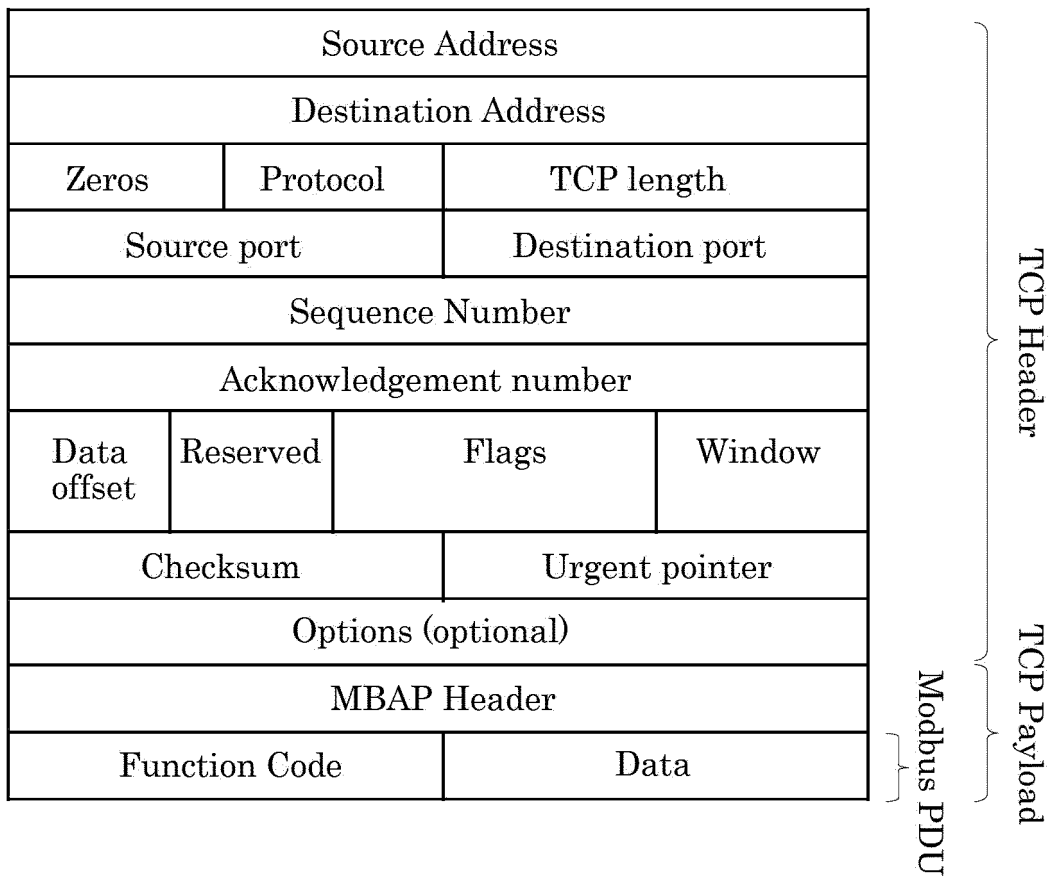 Source Address
Destination Address
Zeros
Protocol
TCP length
Source port
Destination port
Sequence Number
Acknowledgement number
Data
offset
Reserved
Flags
Window
Checksum
Urgent pointer
Options (optional)
MBAP Header
Function Code
Data
TCP Header
TCP Payload
Modbus PDU